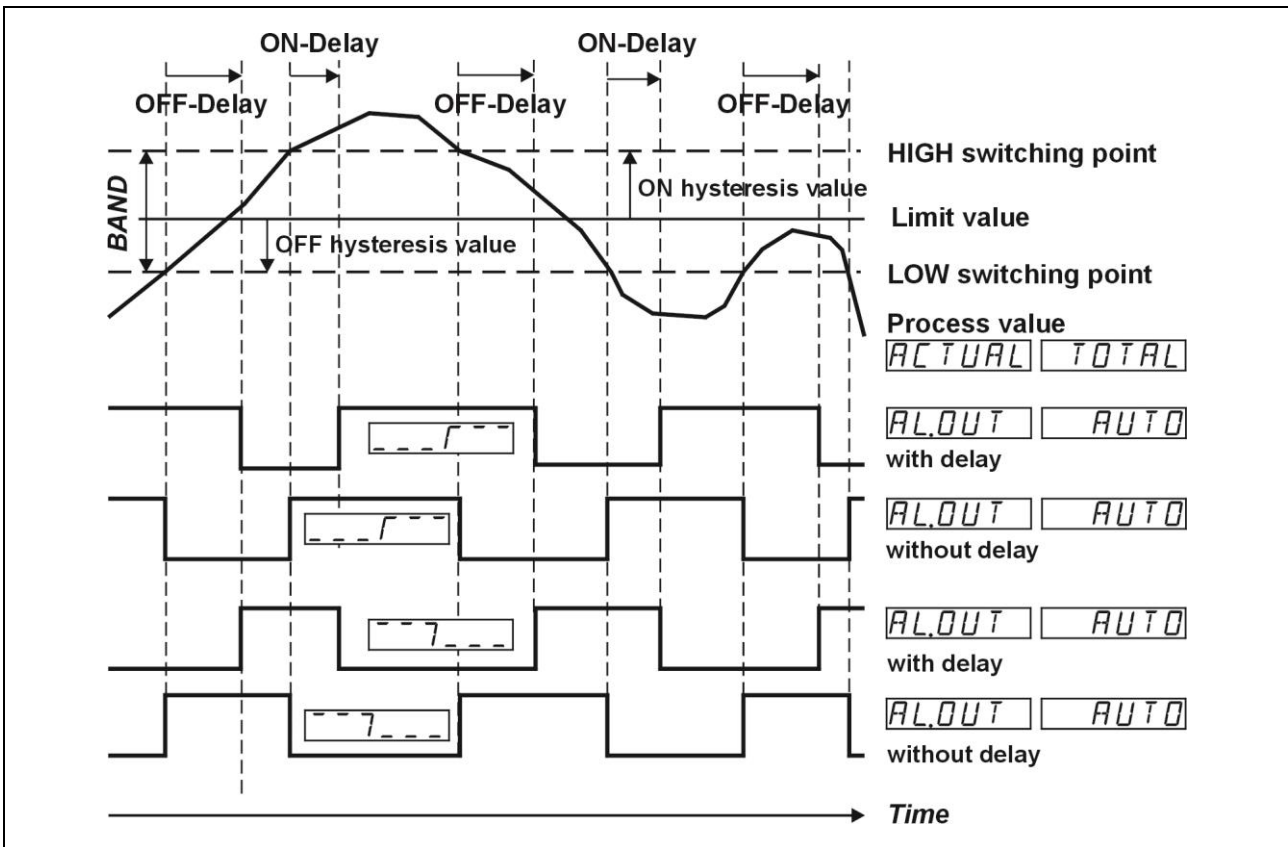 ON-Delay
ON-Delay
OFF-Delay
OFF-Delay
OFF-Delay
HIGH switching point
BAND
ON hysteresis value
Limit value
OFF hysteresis value
LOW switching point
Process value
ACTUAL TOTAL
AL.OUT AUTO
with delay
AL.OUT AUTO
without delay
AL.OUT AUTO
with delay
AL.OUT AUTO
without delay
Time